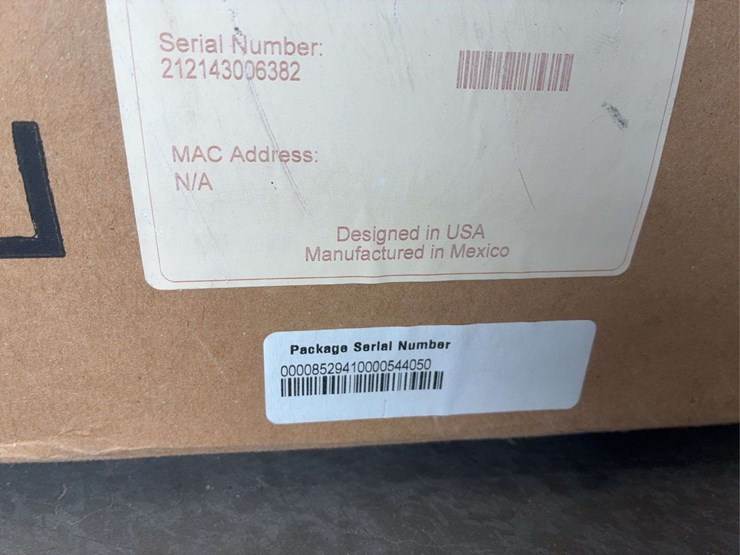 Serial Number:
212143006382
MAC Address:
N/A
Designed in USA
Manufactured in Mexico
Package Serial Number
00008529410000544050